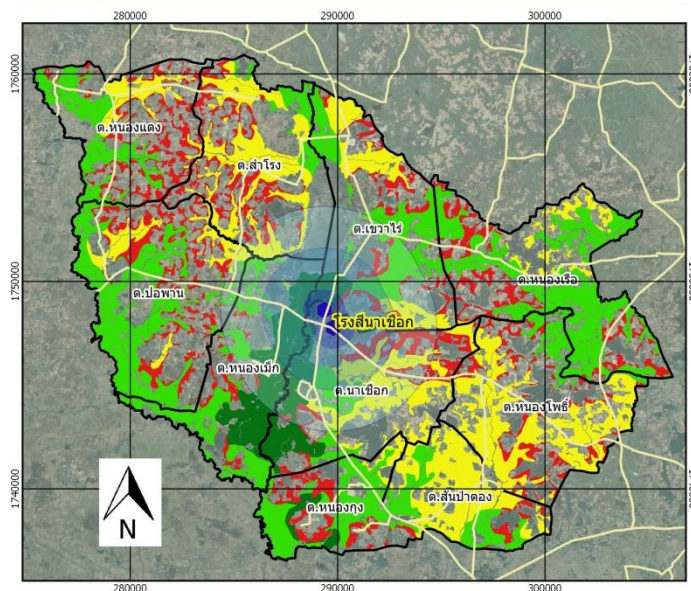 280000
290000
300000
1760000
ต.หนองแดง
ต.สำโรง
ต.เขวาไร่
1750000
ต.หนองเรือ
ต.ปอพาน
โรงสีนาเชือก
ต.หนองเม็ก
ต.นาเชือก
ต.หนองโพธิ์
1740000
ต.สันป่าตอง
ต.หนองกุง
N
280000
290000
300000